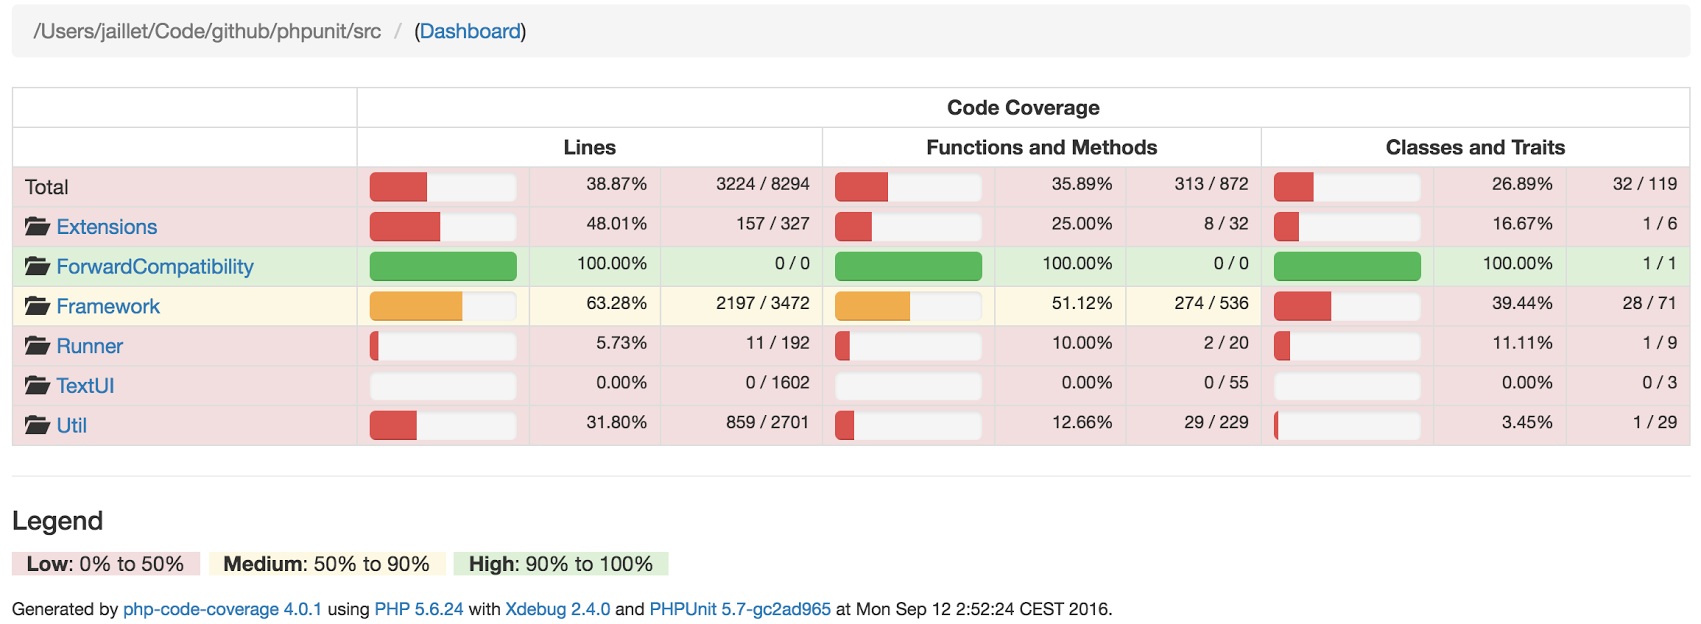 /Users/jaillet/Code/github/phpunit/src / (Dashboard)
Code Coverage
Lines Functions and Methods Classes and Traits
Total 38.87% 3224 / 8294 35.89% 313 / 872 26.89% 32 / 119
Extensions 48.01% 157 / 327 25.00% 8 / 32 16.67% 1 / 6
ForwardCompatibility 100.00% 0 / 0 100.00% 0 / 0 100.00% 1 / 1
Framework 63.28% 2197 / 3472 51.12% 274 / 536 39.44% 28 / 71
Runner 5.73% 11 / 192 10.00% 2 / 20 11.11% 1 / 9
TextUI 0.00% 0 / 1602 0.00% 0 / 55 0.00% 0 / 3
Util 31.80% 859 / 2701 12.66% 29 / 229 3.45% 1 / 29
Legend
Low: 0% to 50% Medium: 50% to 90% High: 90% to 100%
Generated by php-code-coverage 4.0.1 using PHP 5.6.24 with Xdebug 2.4.0 and PHPUnit 5.7-gc2ad965 at Mon Sep 12 2:52:24 CEST 2016.